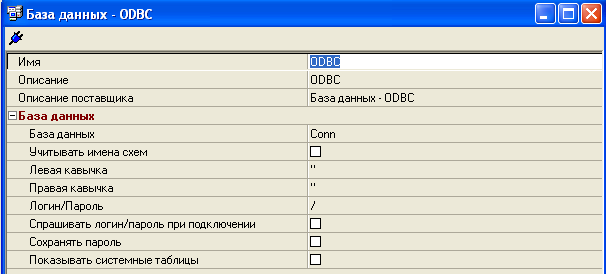 База данных - ODBC
Имя ODBC
Описание ODBC
Описание поставщика База данных - ODBC
База данных
База данных Conn
Учитывать имена схем
Левая кавычка "
Правая кавычка "
Логин/Пароль /
Спрашивать логин/пароль при подключении
Сохранять пароль
Показывать системные таблицы